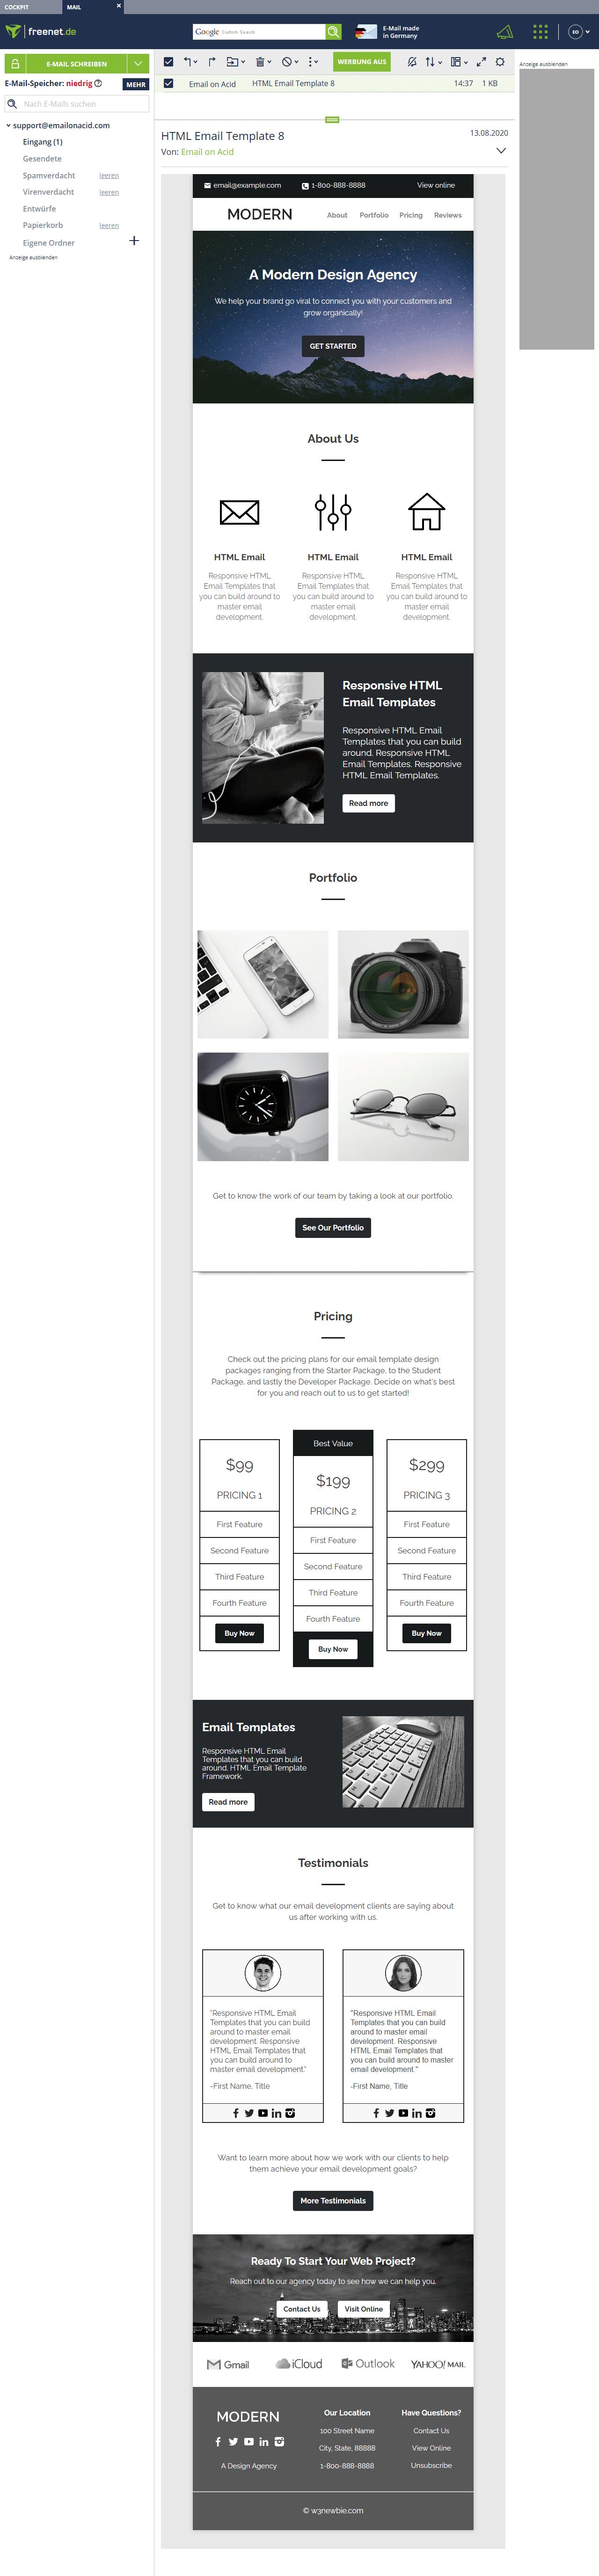 COCKPIT
MAIL
freenet.de
Google Custom Search
E-Mail made
in Germany
EO
E-MAIL SCHREIBEN
E-Mail-Speicher: niedrig
MEHR
Nach E-Mails suchen
support@emailonacid.com
Eingang (1)
Gesendete
Spamverdacht leeren
Virenverdacht leeren
Entwürfe
Papierkorb leeren
Eigene Ordner
Anzeige ausblenden
WERBUNG AUS
Email on Acid HTML Email Template 8 14:37 1 KB
Anzeige ausblenden
HTML Email Template 8 13.08.2020
Von: Email on Acid
email@example.com 1-800-888-8888 View online
MODERN About Portfolio Pricing Reviews
A Modern Design Agency
We help your brand go viral to connect you with your customers and
grow organically!
GET STARTED
About Us
HTML Email
Responsive HTML
Email Templates that
you can build around to
master email
development.
HTML Email
Responsive HTML
Email Templates that
you can build around to
master email
development.
HTML Email
Responsive HTML
Email Templates that
you can build around to
master email
development.
Responsive HTML
Email Templates
Responsive HTML Email
Templates that you can build
around. Responsive HTML
Email Templates. Responsive
HTML Email Templates.
Read more
Portfolio
Get to know the work of our team by taking a look at our portfolio.
See Our Portfolio
Pricing
Check out the pricing plans for our email template design
packages ranging from the Starter Package, to the Student
Package, and lastly the Developer Package. Decide on what's best
for you and reach out to us to get started!
$99
PRICING 1
First Feature
Second Feature
Third Feature
Fourth Feature
Buy Now
Best Value
$199
PRICING 2
First Feature
Second Feature
Third Feature
Fourth Feature
Buy Now
$299
PRICING 3
First Feature
Second Feature
Third Feature
Fourth Feature
Buy Now
Email Templates
Responsive HTML Email
Templates that you can build
around. HTML Email Template
Framework.
Read more
Testimonials
Get to know what our email development clients are saying about
us after working with us.
"Responsive HTML Email
Templates that you can build
around to master email
development. Responsive
HTML Email Templates that
you can build around to
master email development."
-First Name, Title
"Responsive HTML Email
Templates that you can build
around to master email
development. Responsive
HTML Email Templates that
you can build around to master
email development."
-First Name, Title
Want to learn more about how we work with our clients to help
them achieve your email development goals?
More Testimonials
Ready To Start Your Web Project?
Reach out to our agency today to see how we can help you.
Contact Us Visit Online
Gmail iCloud Outlook YAHOO! MAIL
MODERN
A Design Agency
Our Location
100 Street Name
City, State, 88888
1-800-888-8888
Have Questions?
Contact Us
View Online
Unsubscribe
© w3newbie.com